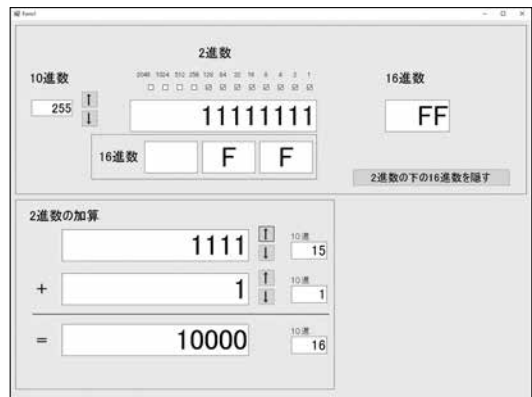 Form1
2進数
10進数
16進数
2048 1024 512 256 128 64 32 16 8 4 2 1
255
↑
↓
11111111
FF
16進数
F F
2進数の下の16進数を隠す
2進数の加算
1111
↑
↓
10進
15
+
1
↑
↓
10進
1
=
10000
10進
16